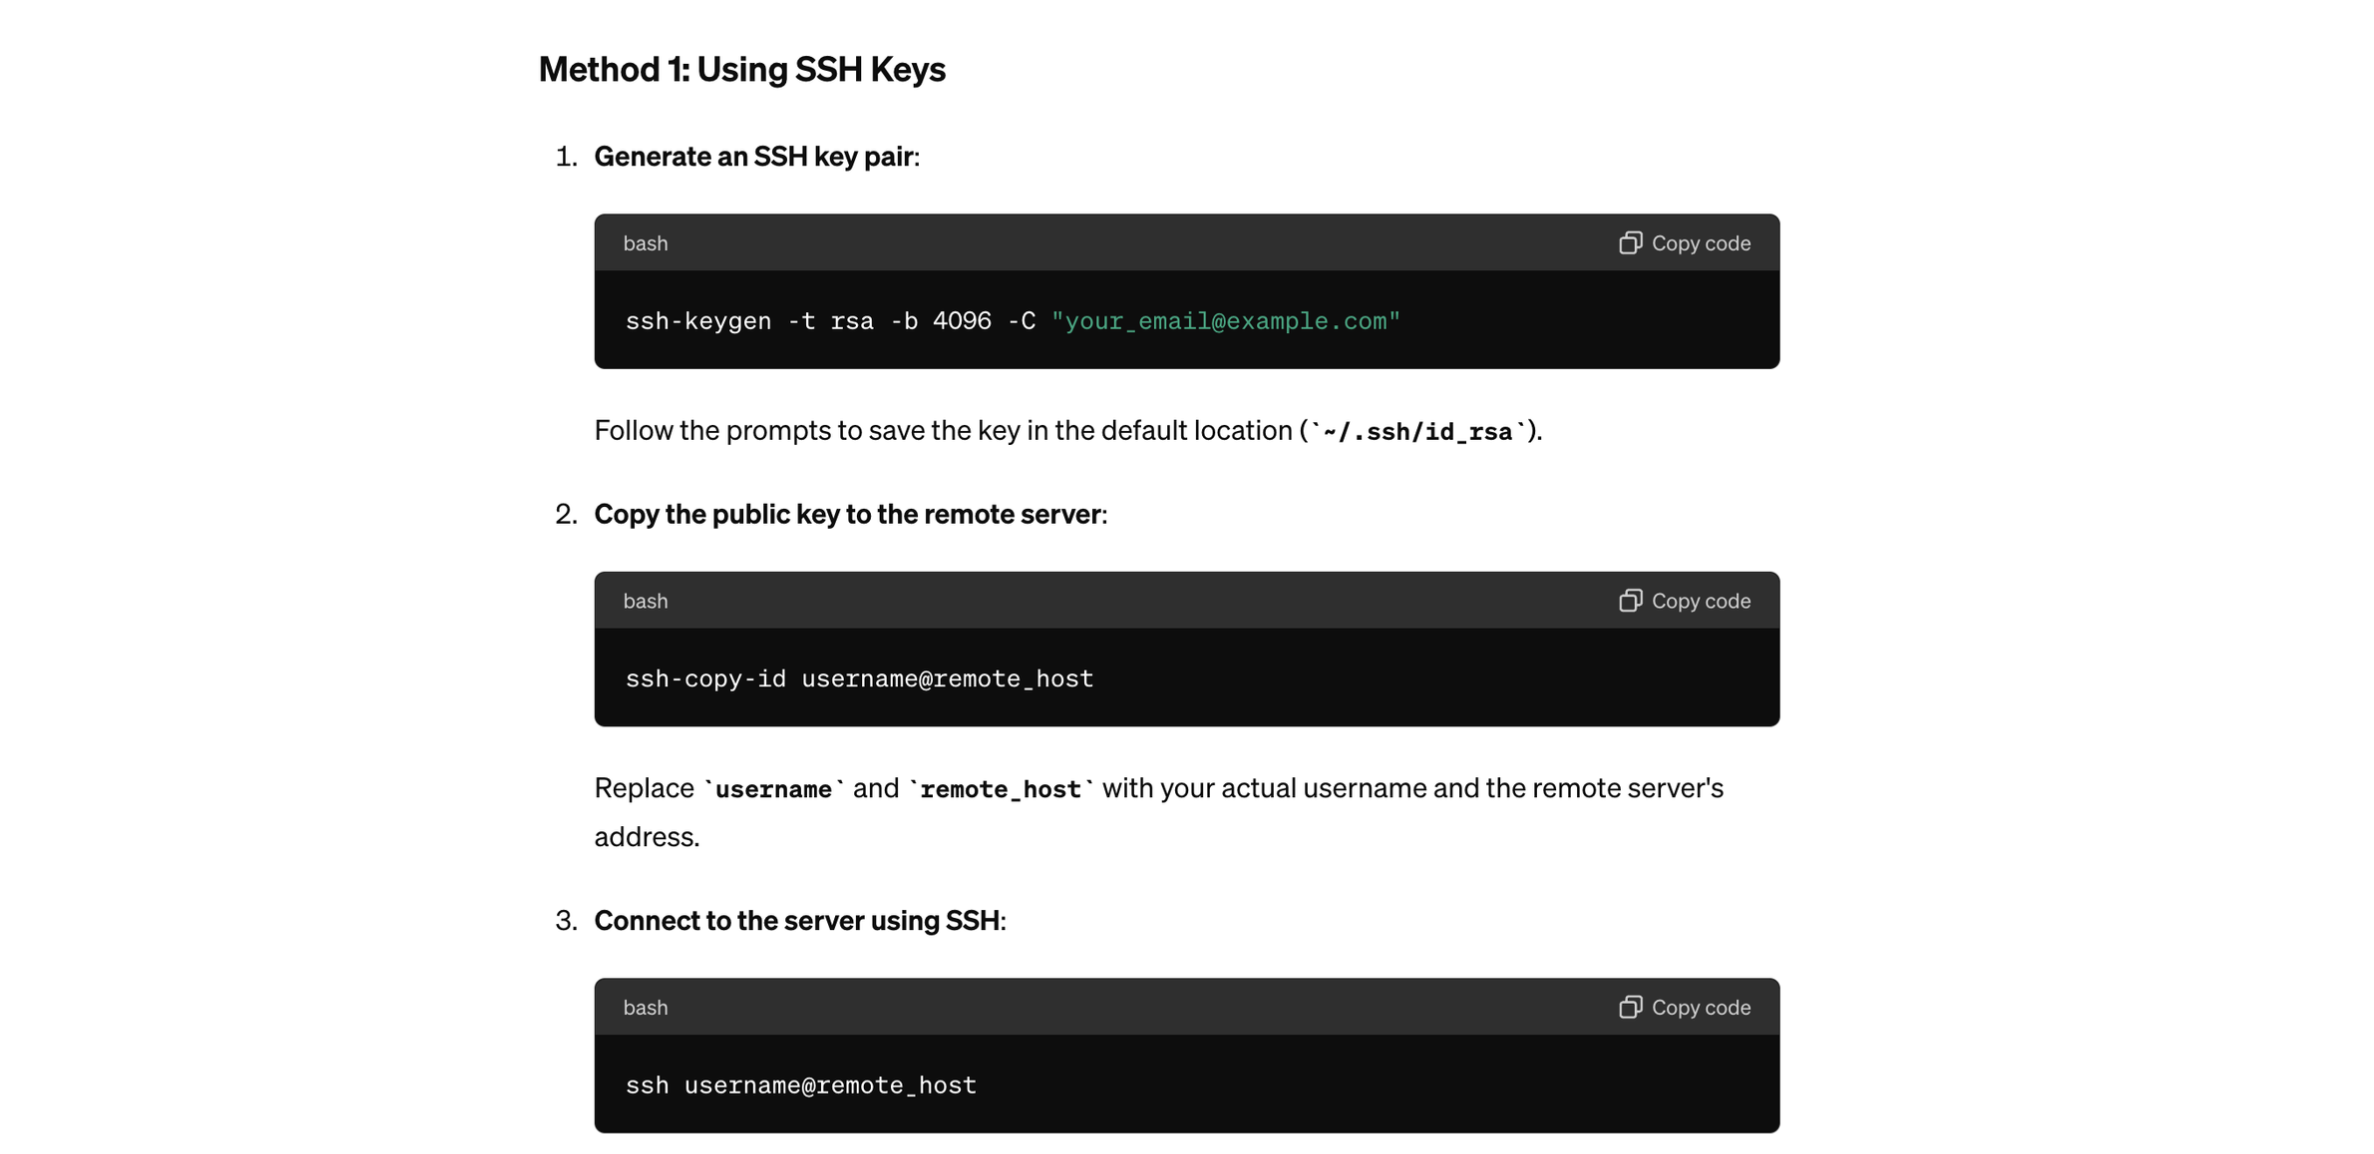 Method 1: Using SSH Keys
1. Generate an SSH key pair:
bash
Copy code
ssh-keygen -t rsa -b 4096 -C "your_email@example.com"
Follow the prompts to save the key in the default location (`~/.ssh/id_rsa`).
2. Copy the public key to the remote server:
bash
Copy code
ssh-copy-id username@remote_host
Replace `username` and `remote_host` with your actual username and the remote server's
address.
3. Connect to the server using SSH:
bash
Copy code
ssh username@remote_host